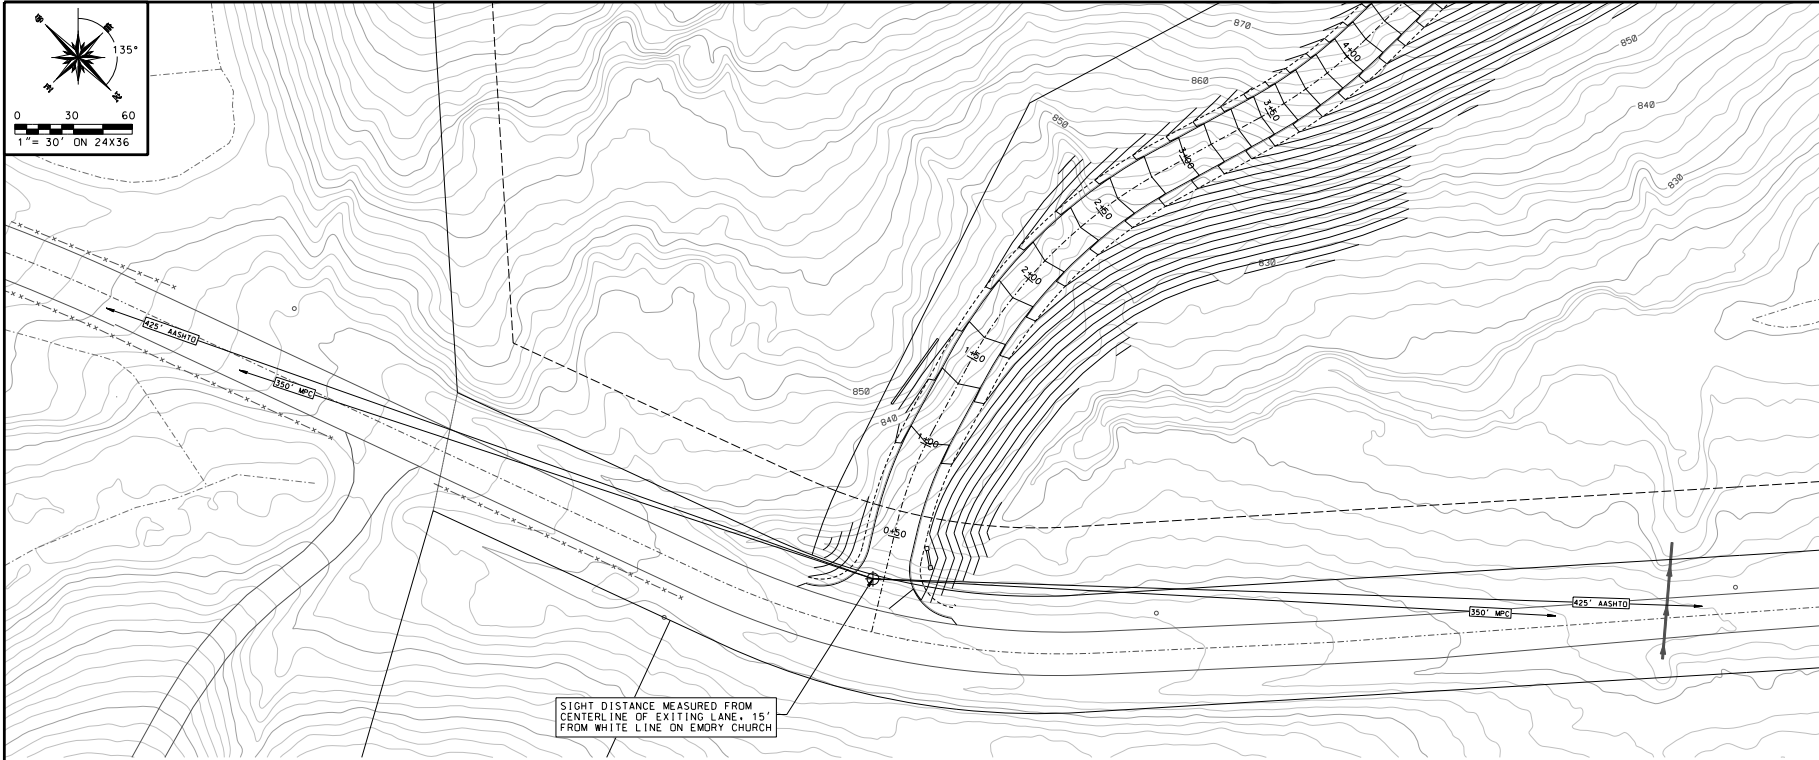 135°
0 30 60
1"= 30' ON 24X36
870
850
860
840
850
830
830
850
840
4+00
3+50
3+00
2+50
2+00
1+50
1+00
0+50
425' AASHTO
350' MPC
425' AASHTO
350' MPC
SIGHT DISTANCE MEASURED FROM
CENTERLINE OF EXITING LANE, 15'
FROM WHITE LINE ON EMORY CHURCH